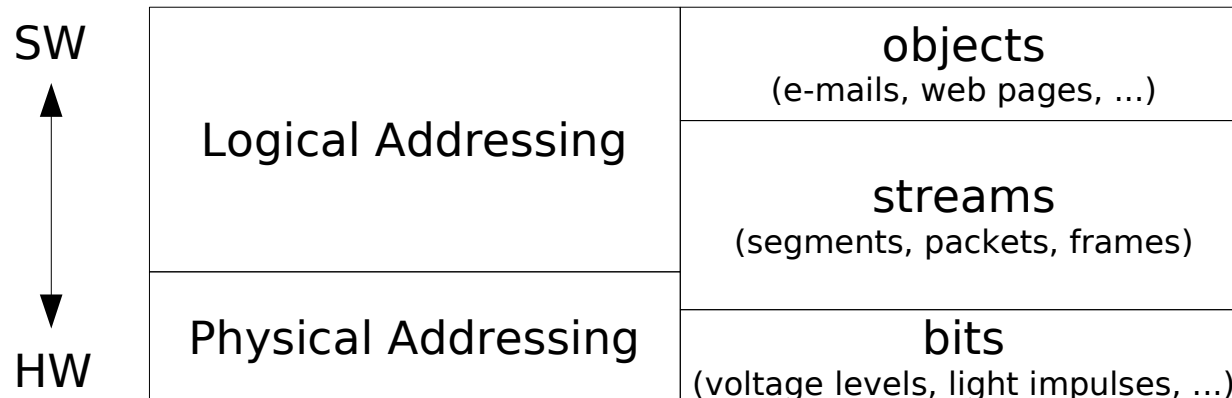 SW
HW
Logical Addressing
Physical Addressing
objects
(e-mails, web pages, ...)
streams
(segments, packets, frames)
bits
(voltage levels, light impulses, ...)